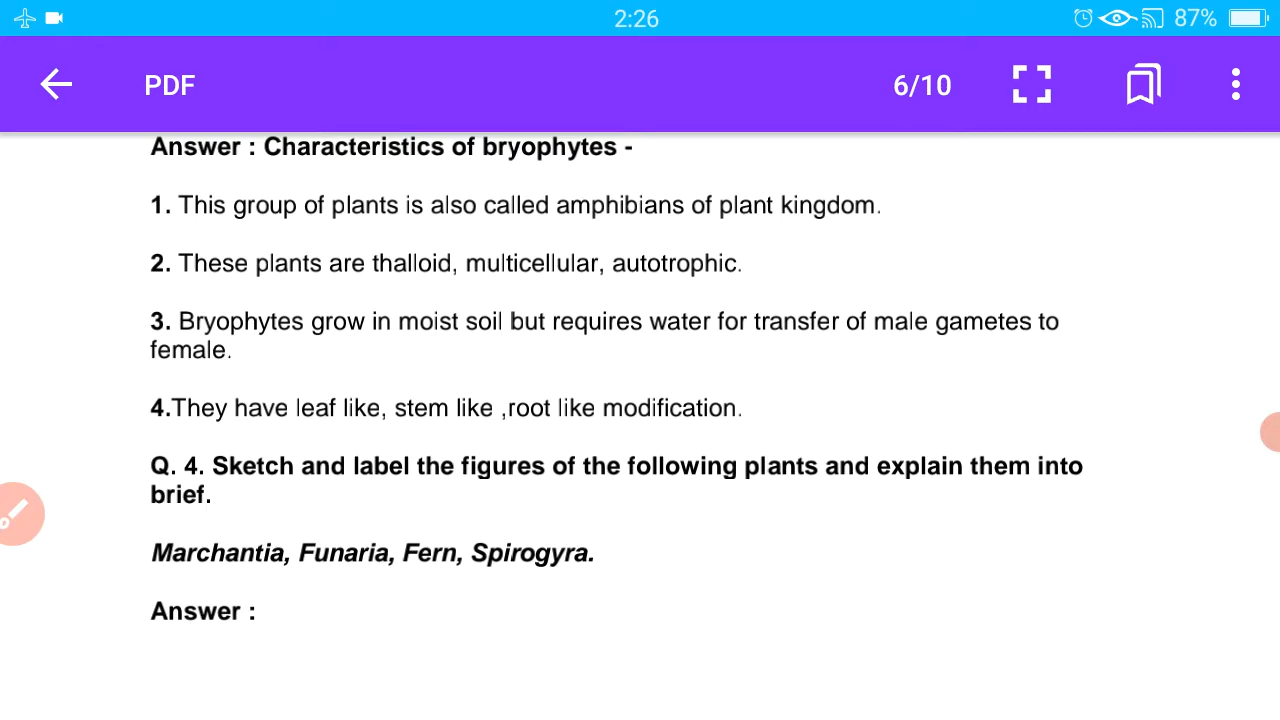 2:26
87%
PDF
6/10
Answer : Characteristics of bryophytes -
1. This group of plants is also called amphibians of plant kingdom.
2. These plants are thalloid, multicellular, autotrophic.
3. Bryophytes grow in moist soil but requires water for transfer of male gametes to
female.
4.They have leaf like, stem like ,root like modification.
Q. 4. Sketch and label the figures of the following plants and explain them into
brief.
Marchantia, Funaria, Fern, Spirogyra.
Answer :